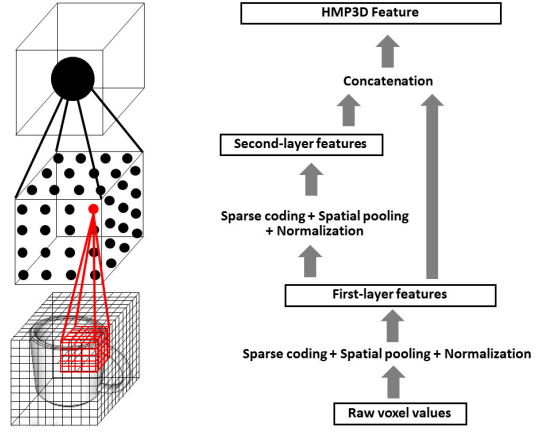 HMP3D Feature
Concatenation
Second-layer features
Sparse coding + Spatial pooling
+ Normalization
First-layer features
Sparse coding + Spatial pooling + Normalization
Raw voxel values